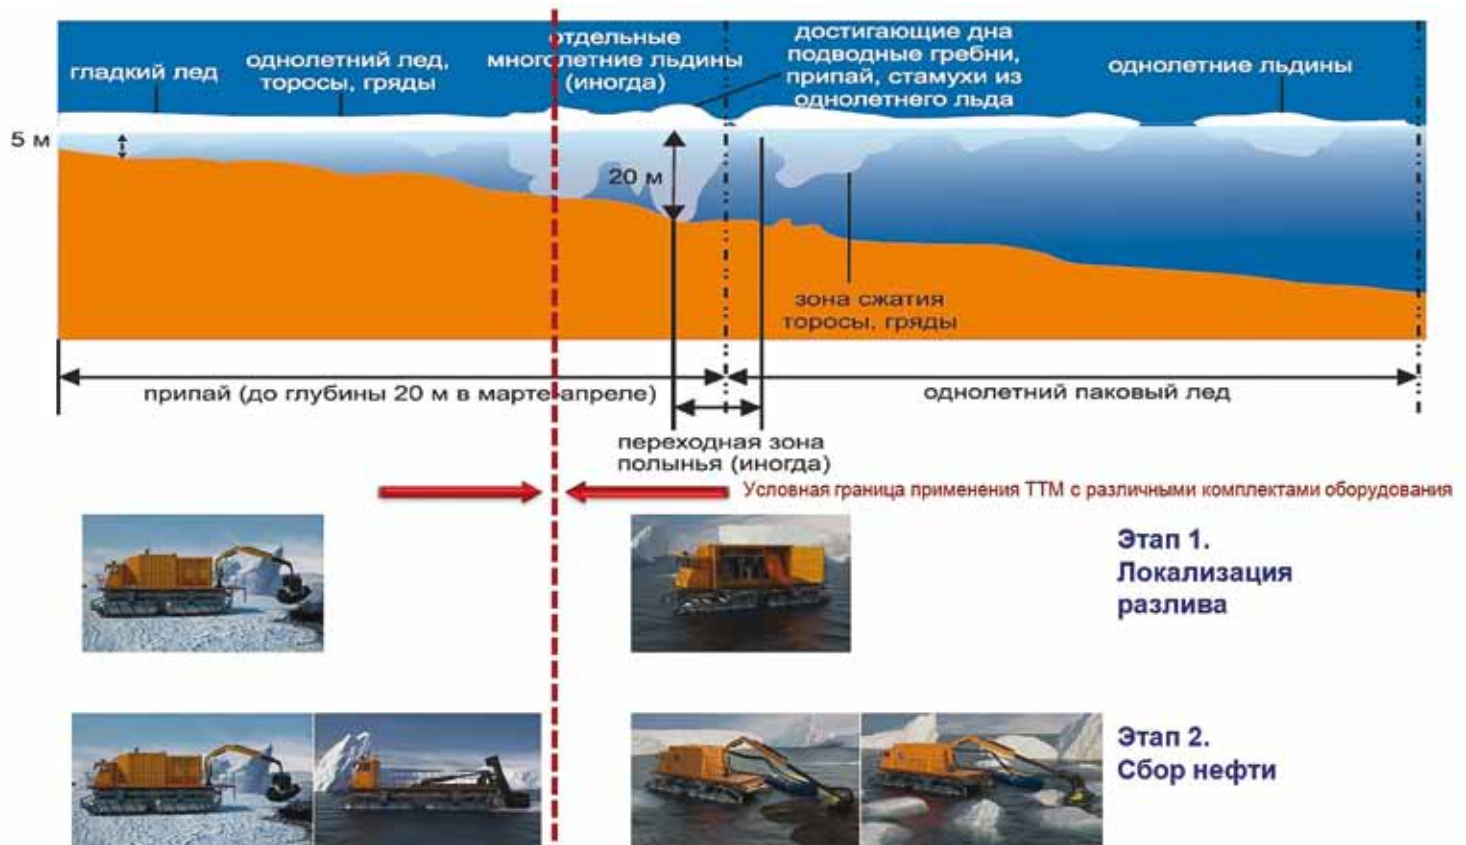 гладкий лед
однолетний лед,
торосы, гряды
отдельные
многолетние льдины
(иногда)
достигающие дна
подводные гребни,
припай, стамухи из
однолетнего льда
однолетние льдины
5 м
20 м
зона сжатия
торосы, гряды
припай (до глубины 20 м в марте-апреле)
однолетний паковый лед
переходная зона
полынья (иногда)
Условная граница применения ТТМ с различными комплектами оборудования
Этап 1.
Локализация
разлива
Этап 2.
Сбор нефти